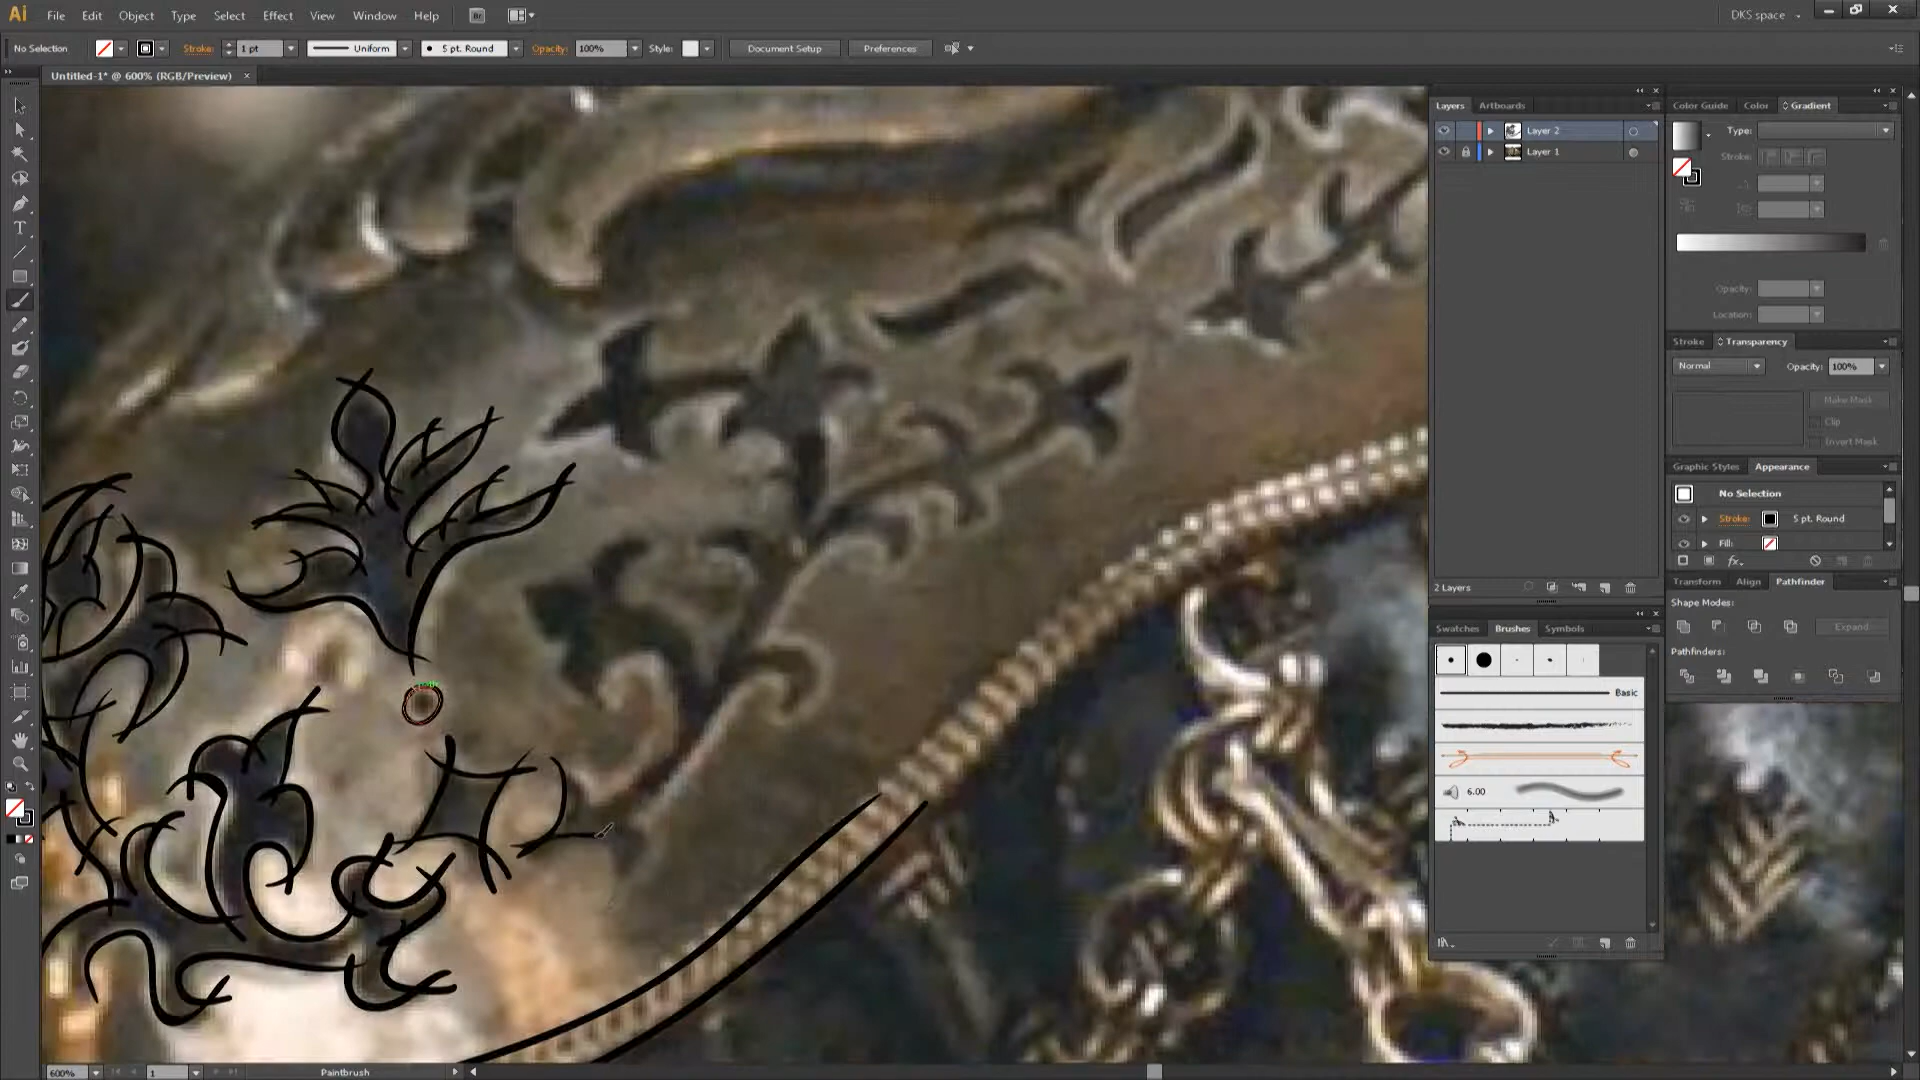 Ai File Edit Object Type Select Effect View Window Help Br DKS space
No Selection Stroke: 1 pt Uniform 5 pt. Round Opacity: 100% Style: Document Setup Preferences
Untitled-1* @ 600% (RGB/Preview)
Layers Artboards
Layer 2
Layer 1
2 Layers
Color Guide Color Gradient
Type:
Stroke:
Opacity:
Location:
Stroke Transparency
Normal Opacity: 100%
Make Mask
Clip
Invert Mask
Graphic Styles Appearance
No Selection
Stroke: 5 pt. Round
Fill:
fx
Transform Align Pathfinder
Shape Modes:
Expand
Pathfinders:
Swatches Brushes Symbols
Basic
6.00
600% 1 Paintbrush